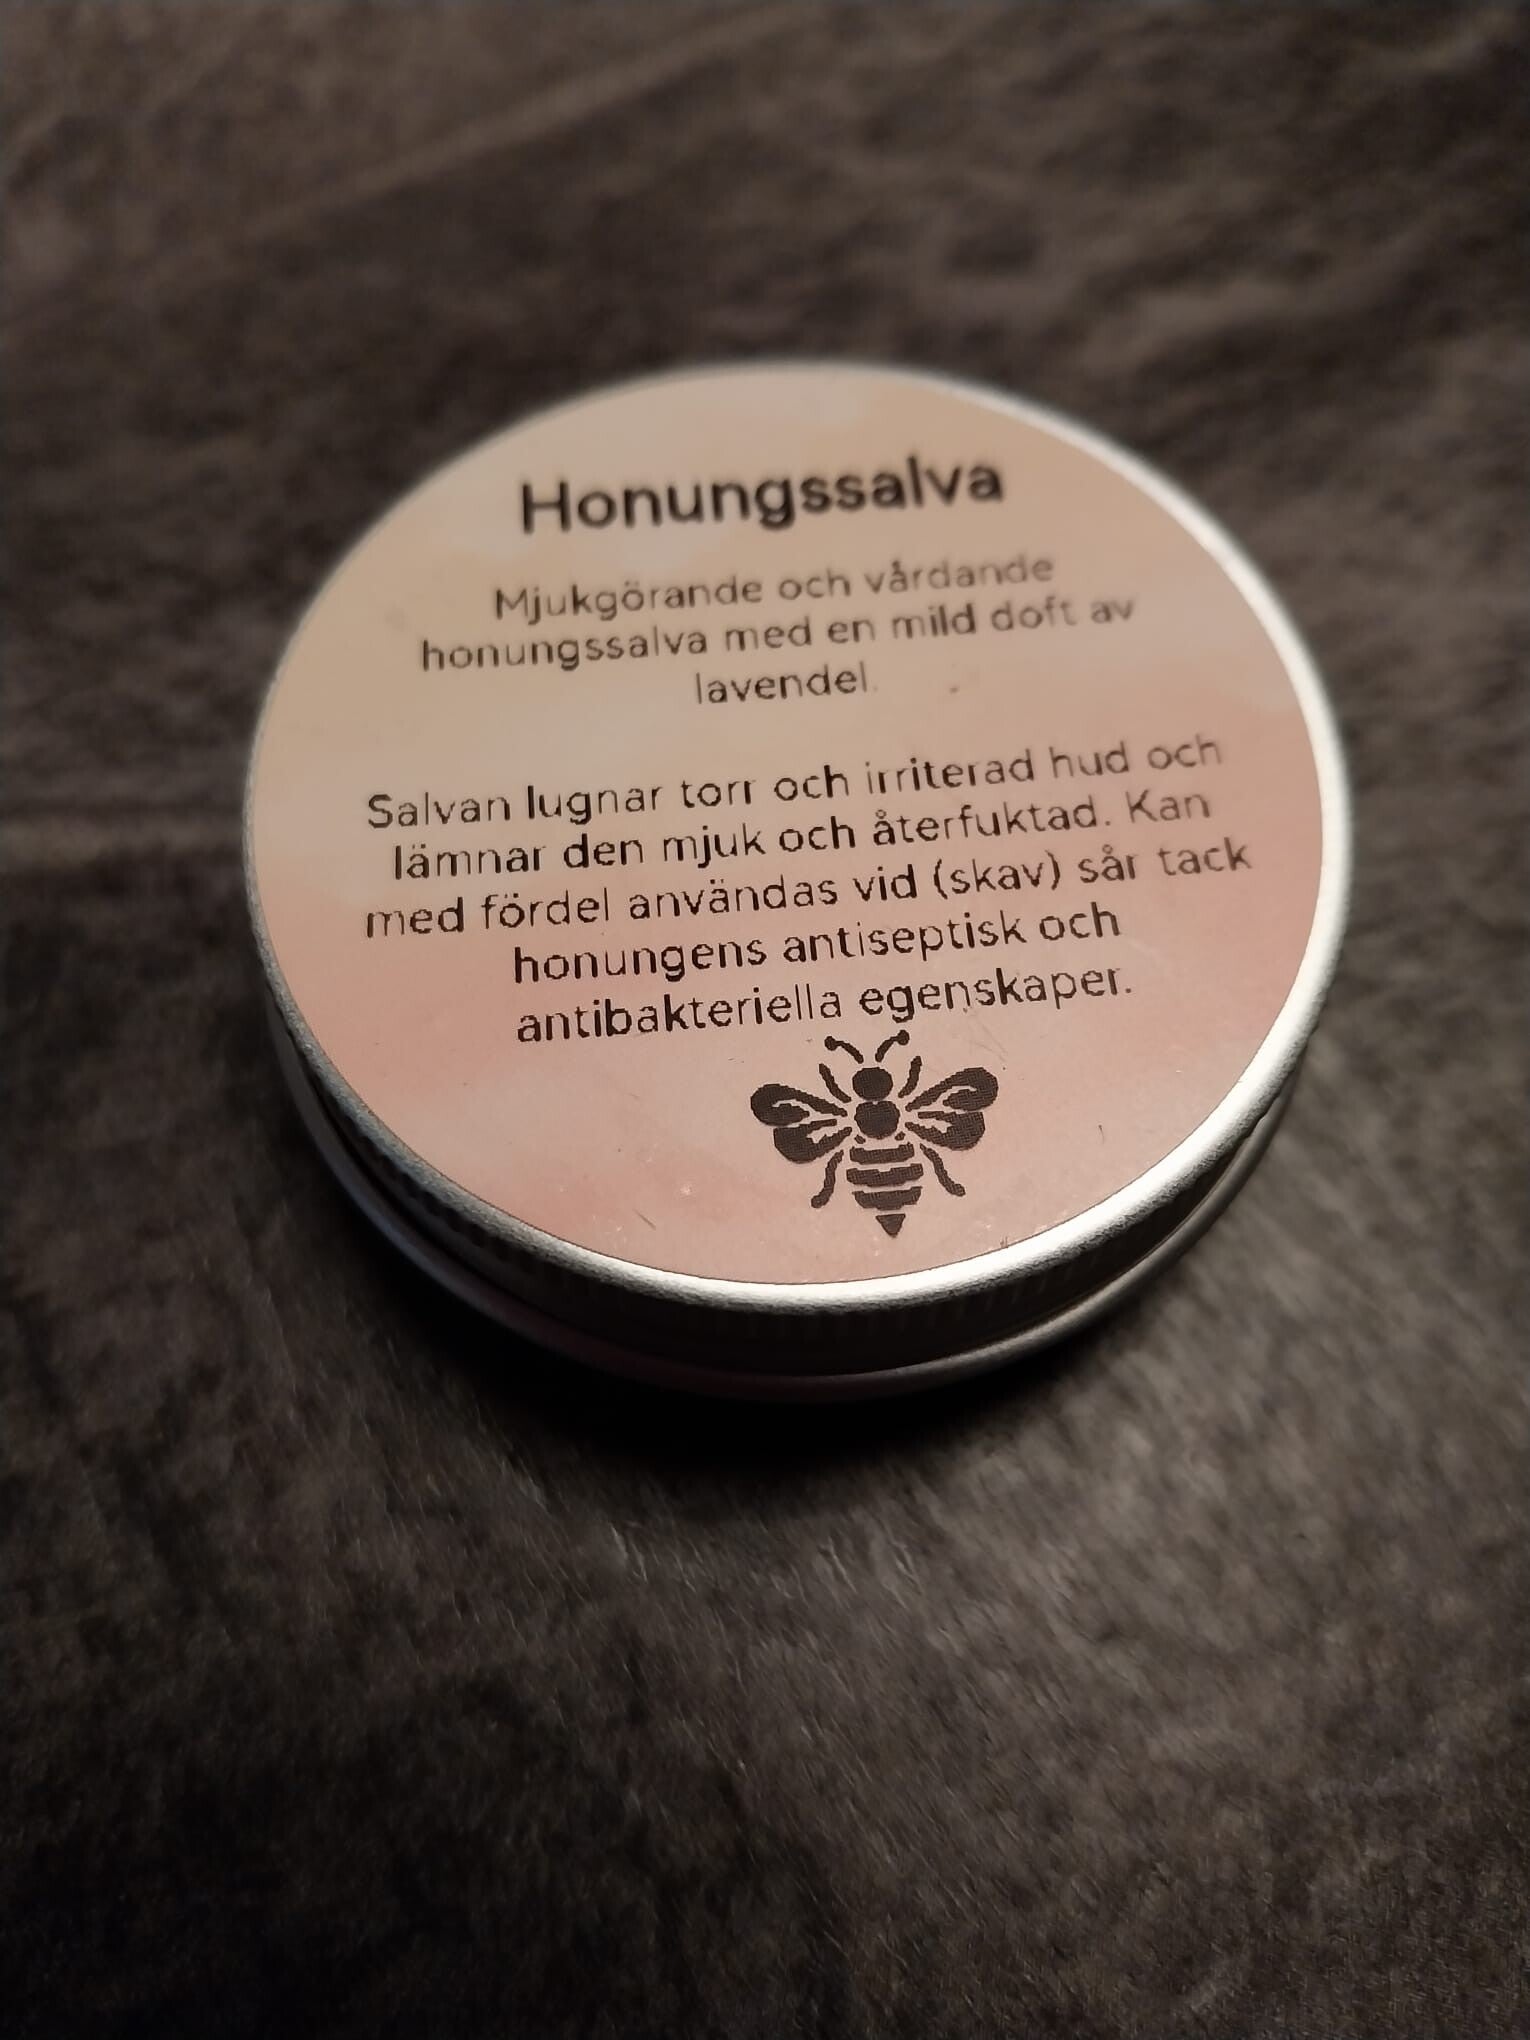 Honungssalva
Mjukgörande och vårdande
honungssalva med en mild doft av
lavendel.
Salvan lugnar torr och irriterad hud och
lämnar den mjuk och återfuktad. Kan
med fördel användas vid (skav) sår tack
honungens antiseptisk och
antibakteriella egenskaper.